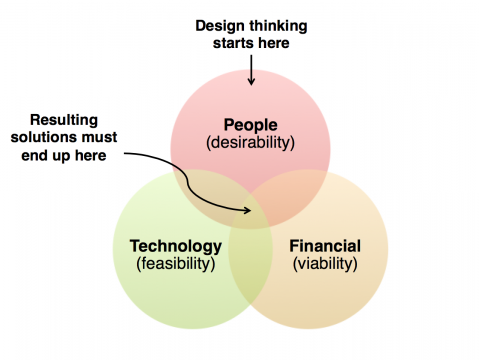 Design thinking
starts here
Resulting
solutions must
end up here
People
(desirability)
Technology
(feasibility)
Financial
(viability)